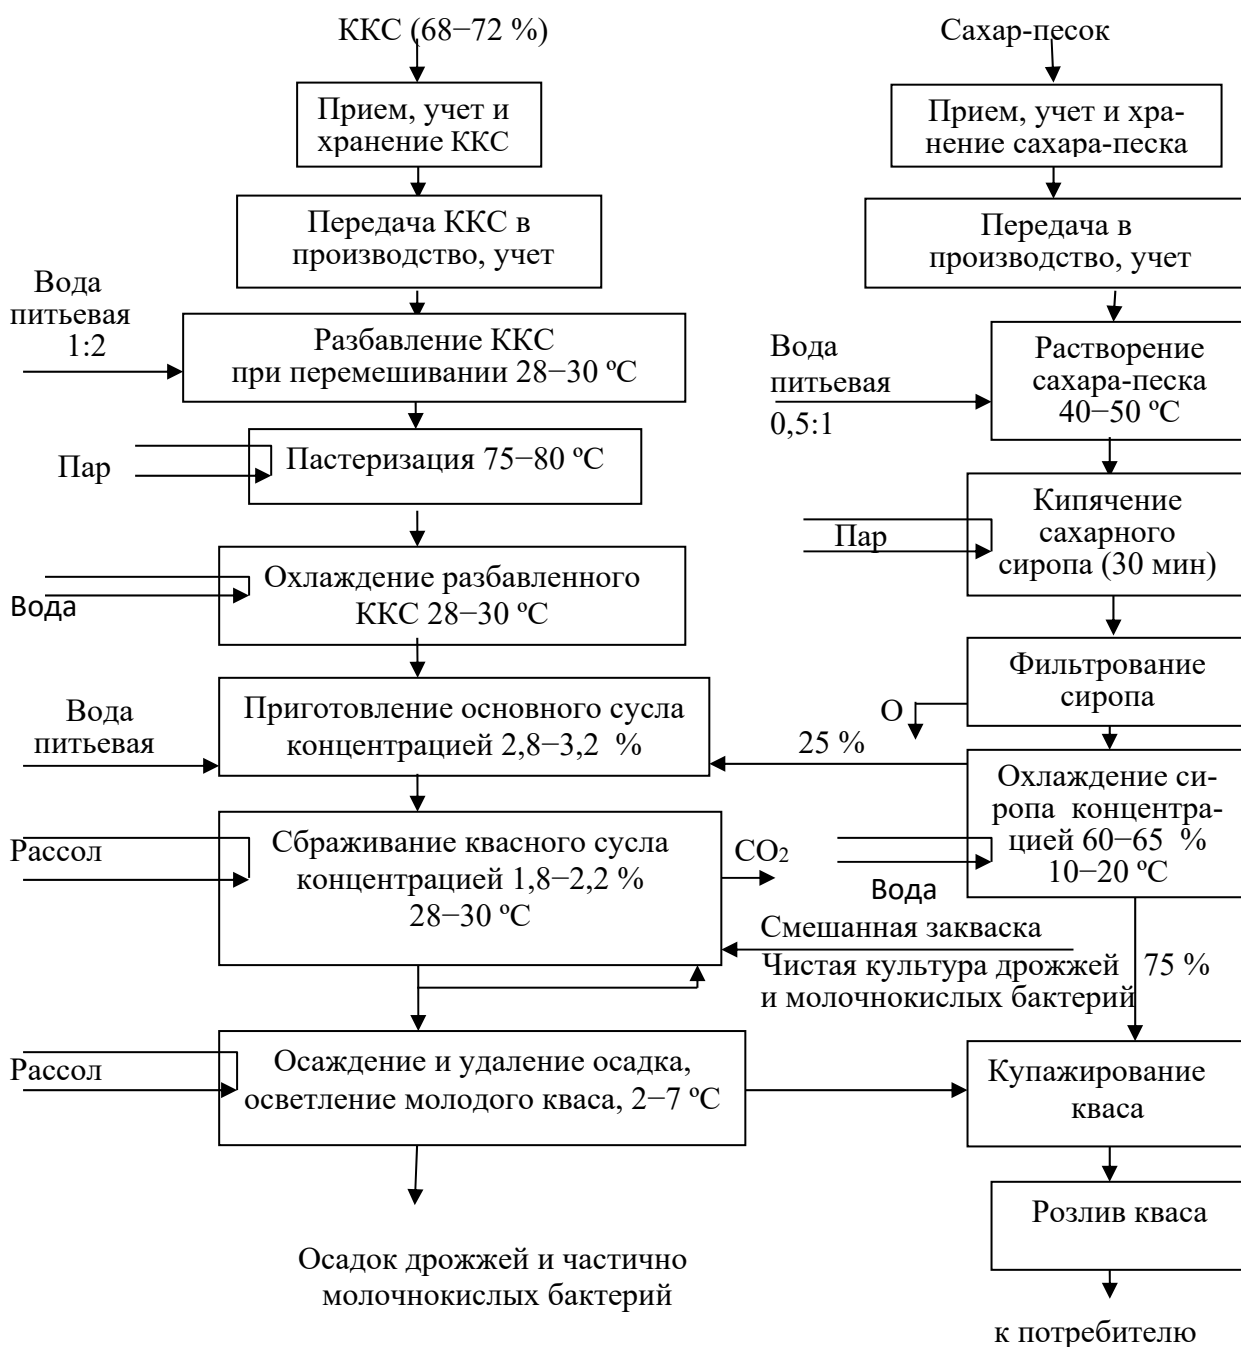 ККС (68−72 %)
Прием, учет и
хранение ККС
Передача ККС в
производство, учет
Вода
питьевая
1:2
Разбавление ККС
при перемешивании 28−30 ºС
Пар
Пастеризация 75−80 ºС
Вода
Охлаждение разбавленного
ККС 28−30 ºС
Вода
питьевая
Приготовление основного сусла
концентрацией 2,8−3,2 %
25 %
Рассол
Сбраживание квасного сусла
концентрацией 1,8−2,2 %
28−30 ºС
CO2
Смешанная закваска
Чистая культура дрожжей
и молочнокислых бактерий
Рассол
Осаждение и удаление осадка,
осветление молодого кваса, 2−7 ºС
Осадок дрожжей и частично
молочнокислых бактерий
Сахар-песок
Прием, учет и хра-
нение сахара-песка
Передача в
производство, учет
Вода
питьевая
0,5:1
Растворение
сахара-песка
40−50 ºС
Пар
Кипячение
сахарного
сиропа (30 мин)
Фильтрование
сиропа
О
Охлаждение си-
ропа концентра-
цией 60−65 %
10−20 ºС
Вода
75 %
Купажирование
кваса
Розлив кваса
к потребителю